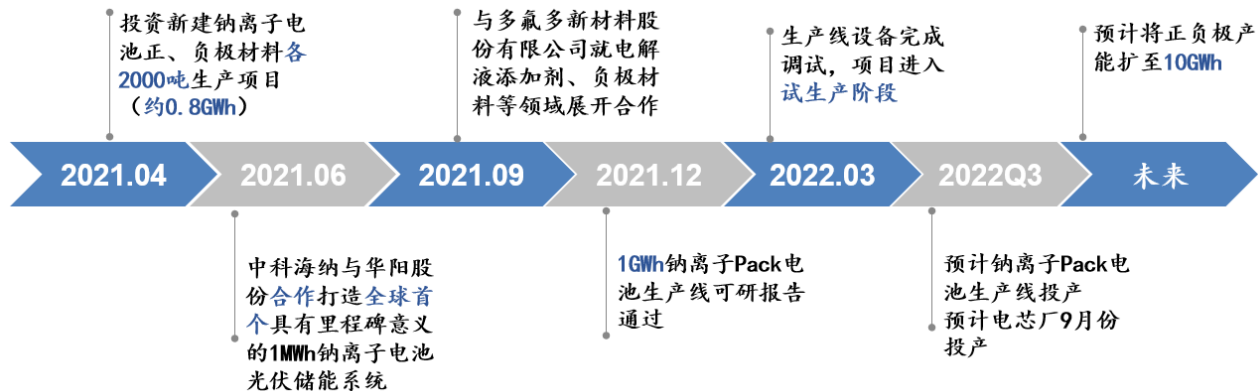 投资新建钠离子电
池正、负极材料各
2000吨生产项目
（约0.8GWh）
与多氟多新材料股
份有限公司就电解
液添加剂、负极材
料等领域展开合作
生产线设备完成
调试，项目进入
试生产阶段
预计将正负极产
能扩至10GWh
2021.04
2021.06
2021.09
2021.12
2022.03
2022Q3
未来
中科海纳与华阳股
份合作打造全球首
个具有里程碑意义
的1MWh钠离子电池
光伏储能系统
1GWh钠离子Pack电
池生产线可研报告
通过
预计钠离子Pack电
池生产线投产
预计电芯厂9月份
投产